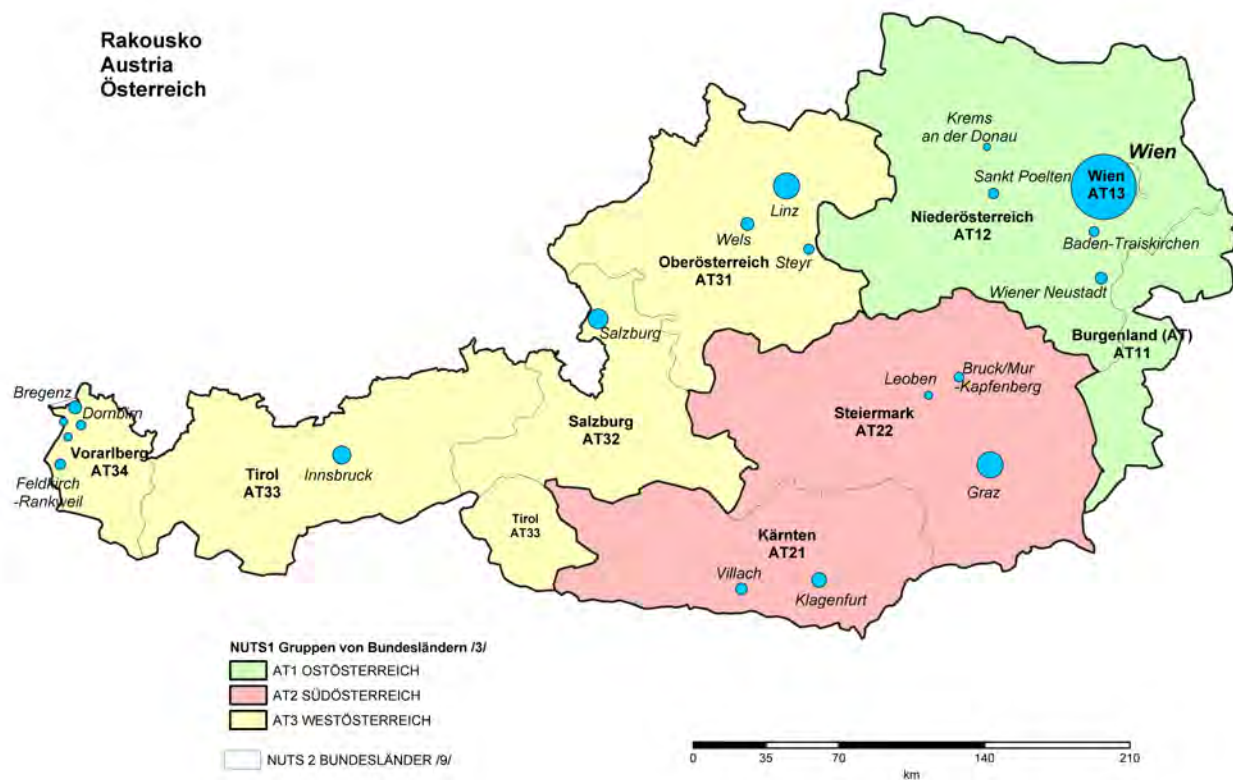 Rakousko
Austria
Österreich
Krems
an der Donau
Wien
Sankt Poelten
Wien
AT13
Linz
Niederösterreich
AT12
Wels
Baden-Traiskirchen
Oberösterreich
AT31
Steyr
Wiener Neustadt
Salzburg
Burgenland (AT)
AT11
Bruck/Mur
-Kapfenberg
Leoben
Bregenz
Dornbirn
Steiermark
AT22
Salzburg
AT32
Vorarlberg
AT34
Tirol
AT33
Innsbruck
Feldkirch
-Rankweil
Graz
Tirol
AT33
Kärnten
AT21
Villach
Klagenfurt
NUTS1 Gruppen von Bundesländern /3/
AT1 OSTÖSTERREICH
AT2 SÜDÖSTERREICH
AT3 WESTÖSTERREICH
NUTS 2 BUNDESLÄNDER /9/
0 35 70 140 210
km